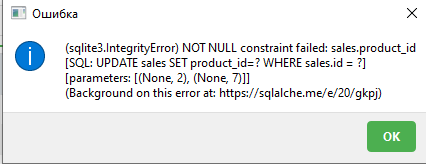 Ошибка
(sqlite3.IntegrityError) NOT NULL constraint failed: sales.product_id
[SQL: UPDATE sales SET product_id=? WHERE sales.id = ?]
[parameters: [(None, 2), (None, 7)]]
(Background on this error at: https://sqlalche.me/e/20/gkpj)
OK